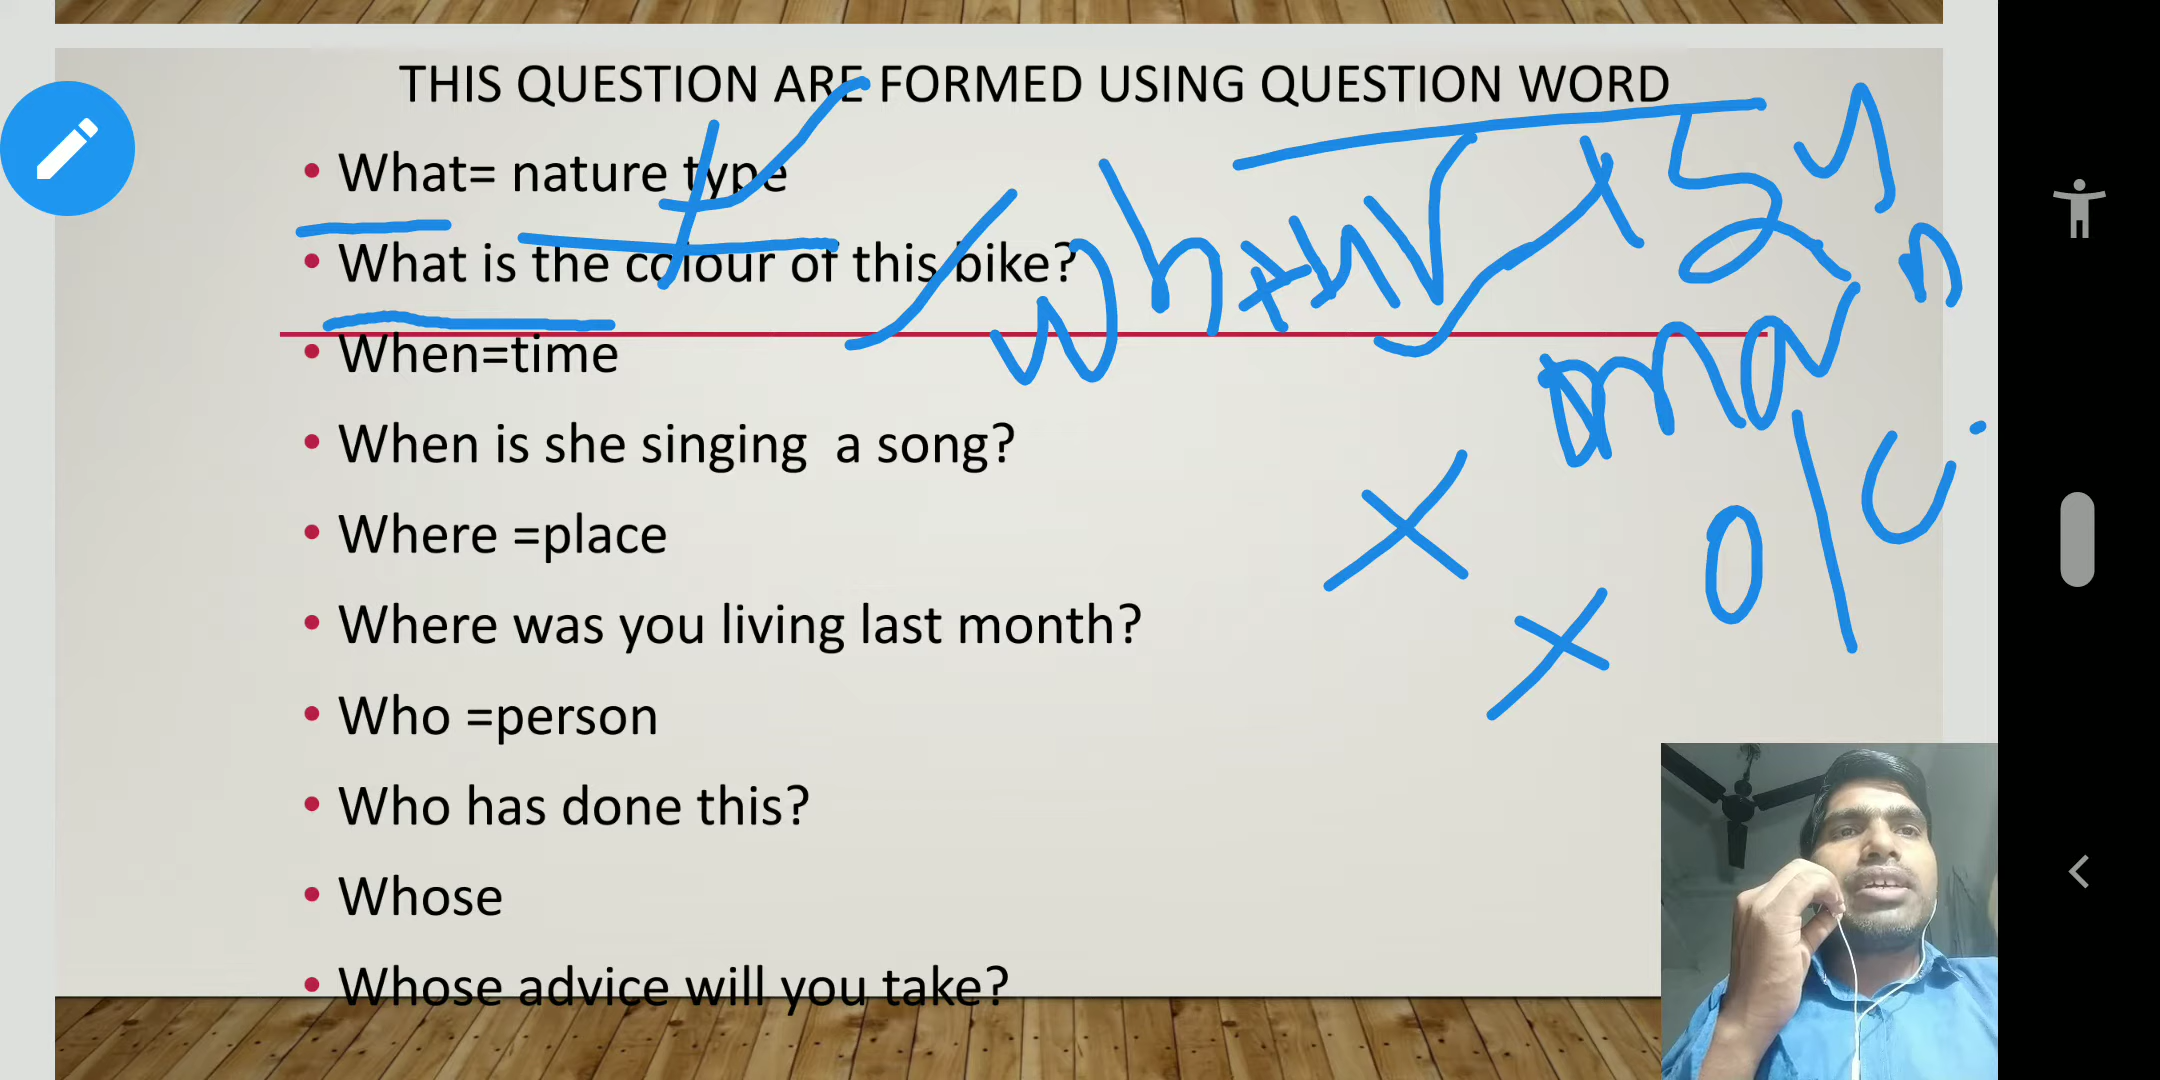 THIS QUESTION ARE FORMED USING QUESTION WORD
What= nature type
What is the colour of this bike?
When=time
When is she singing a song?
Where =place
Where was you living last month?
Who =person
Who has done this?
Whose
Whose advice will you take?